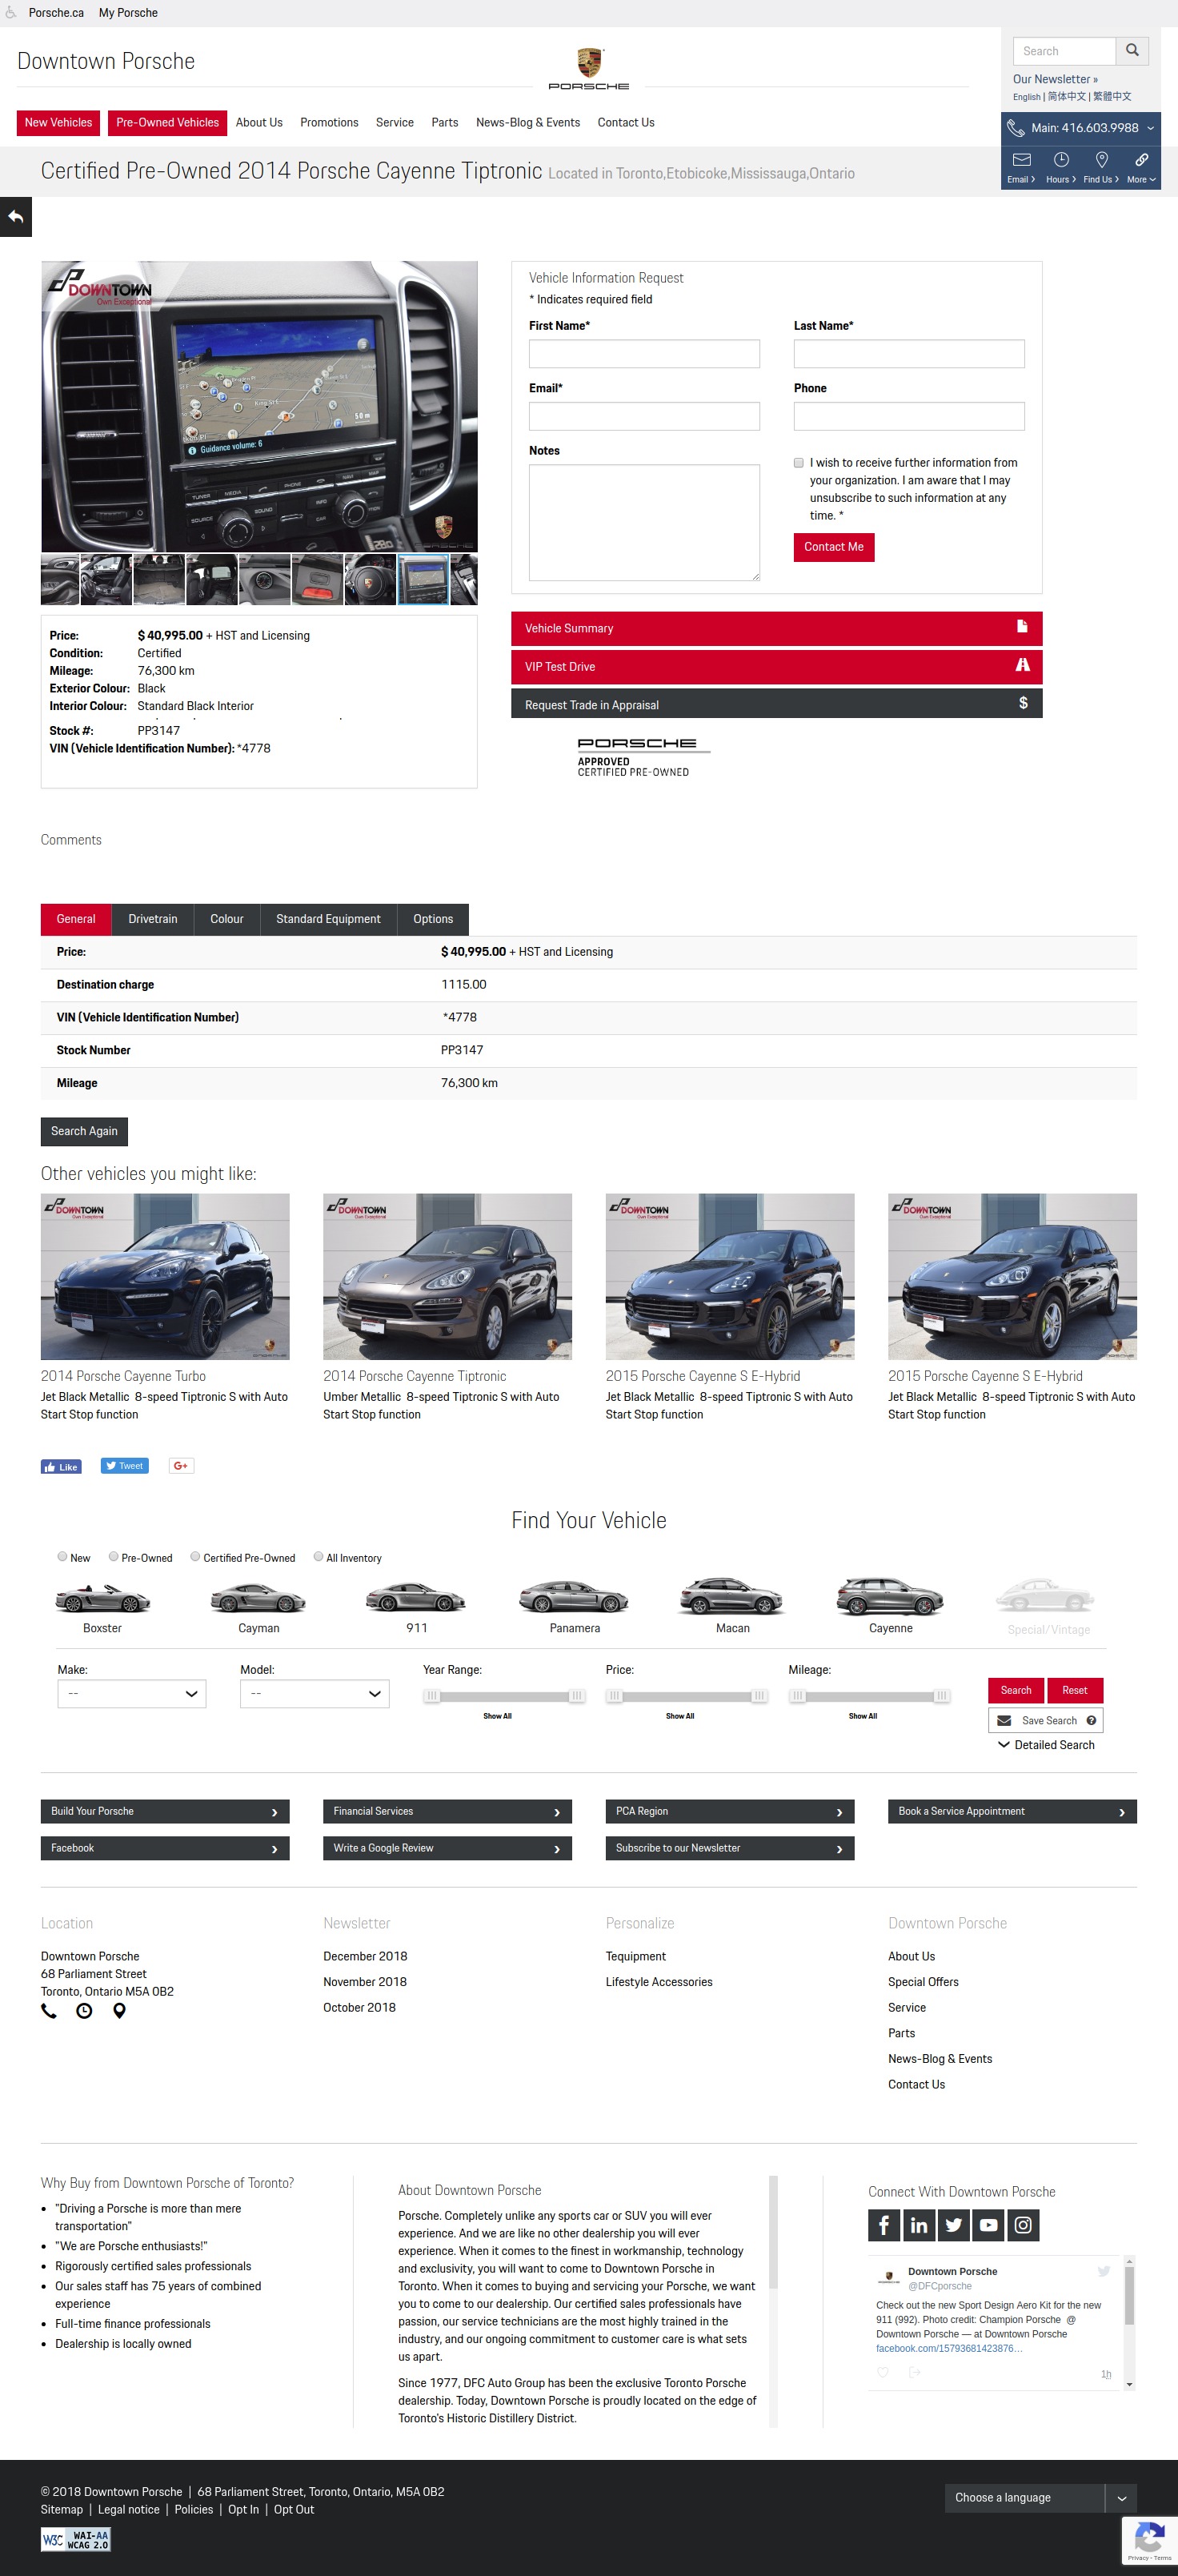 Porsche.ca My Porsche
Downtown Porsche
PORSCHE
Search
Our Newsletter »
English | 简体中文 | 繁體中文
New Vehicles Pre-Owned Vehicles About Us Promotions Service Parts News-Blog & Events Contact Us
Main: 416.603.9988
Email Hours Find Us More
Certified Pre-Owned 2014 Porsche Cayenne Tiptronic Located in Toronto,Etobicoke,Mississauga,Ontario
DOWNTOWN
Own Exceptional
King St E
50 m
Guidance volume: 6
TUNER MEDIA PHONE NAV MAP
SOURCE SOUND INFO CAR
Vehicle Information Request
* Indicates required field
First Name* Last Name*
Email* Phone
Notes
I wish to receive further information from
your organization. I am aware that I may
unsubscribe to such information at any
time. *
Contact Me
Vehicle Summary
VIP Test Drive
Request Trade in Appraisal
PORSCHE
APPROVED
CERTIFIED PRE-OWNED
Price: $ 40,995.00 + HST and Licensing
Condition: Certified
Mileage: 76,300 km
Exterior Colour: Black
Interior Colour: Standard Black Interior
Stock #: PP3147
VIN (Vehicle Identification Number): *4778
Comments
General Drivetrain Colour Standard Equipment Options
Price: $ 40,995.00 + HST and Licensing
Destination charge 1115.00
VIN (Vehicle Identification Number) *4778
Stock Number PP3147
Mileage 76,300 km
Search Again
Other vehicles you might like:
DOWNTOWN Own Exceptional
DOWNTOWN Own Exceptional
DOWNTOWN Own Exceptional
DOWNTOWN Own Exceptional
2014 Porsche Cayenne Turbo
Jet Black Metallic 8-speed Tiptronic S with Auto
Start Stop function
2014 Porsche Cayenne Tiptronic
Umber Metallic 8-speed Tiptronic S with Auto
Start Stop function
2015 Porsche Cayenne S E-Hybrid
Jet Black Metallic 8-speed Tiptronic S with Auto
Start Stop function
2015 Porsche Cayenne S E-Hybrid
Jet Black Metallic 8-speed Tiptronic S with Auto
Start Stop function
Like Tweet G+
Find Your Vehicle
New Pre-Owned Certified Pre-Owned All Inventory
Boxster Cayman 911 Panamera Macan Cayenne Special/Vintage
Make: Model: Year Range: Price: Mileage:
-- --
Show All Show All Show All
Search Reset
Save Search
Detailed Search
Build Your Porsche Financial Services PCA Region Book a Service Appointment
Facebook Write a Google Review Subscribe to our Newsletter
Location
Downtown Porsche
68 Parliament Street
Toronto, Ontario M5A 0B2
Newsletter
December 2018
November 2018
October 2018
Personalize
Tequipment
Lifestyle Accessories
Downtown Porsche
About Us
Special Offers
Service
Parts
News-Blog & Events
Contact Us
Why Buy from Downtown Porsche of Toronto?
"Driving a Porsche is more than mere
transportation"
"We are Porsche enthusiasts!"
Rigorously certified sales professionals
Our sales staff has 75 years of combined
experience
Full-time finance professionals
Dealership is locally owned
About Downtown Porsche
Porsche. Completely unlike any sports car or SUV you will ever
experience. And we are like no other dealership you will ever
experience. When it comes to the finest in workmanship, technology
and exclusivity, you will want to come to Downtown Porsche in
Toronto. When it comes to buying and servicing your Porsche, we want
you to come to our dealership. Our certified sales professionals have
passion, our service technicians are the most highly trained in the
industry, and our ongoing commitment to customer care is what sets
us apart.
Since 1977, DFC Auto Group has been the exclusive Toronto Porsche
dealership. Today, Downtown Porsche is proudly located on the edge of
Toronto's Historic Distillery District.
Connect With Downtown Porsche
Downtown Porsche
@DFCporsche
Check out the new Sport Design Aero Kit for the new
911 (992). Photo credit: Champion Porsche @
Downtown Porsche — at Downtown Porsche
facebook.com/15793681423876…
1h
© 2018 Downtown Porsche | 68 Parliament Street, Toronto, Ontario, M5A 0B2
Sitemap | Legal notice | Policies | Opt In | Opt Out
W3C WAI-AA
WCAG 2.0
Choose a language
Privacy - Terms